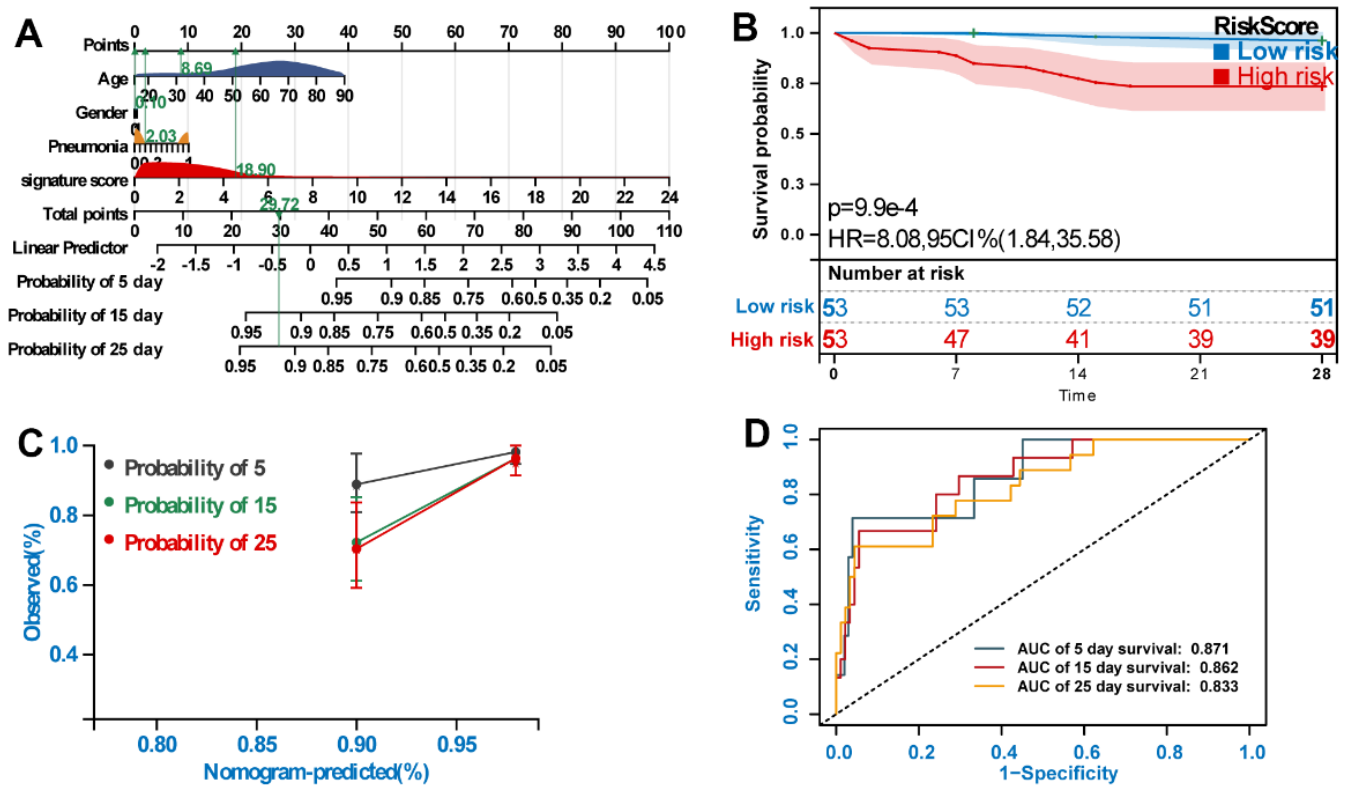 A
Points 0 10 20 30 40 50 60 70 80 90 100
8.69
Age 20 30 40 50 60 70 80 90
0.10
Gender
Pneumonia 2.03
1
signature score 18.90
0 2 4 6 8 10 12 14 16 18 20 22 24
29.72
Total points
0 10 20 30 40 50 60 70 80 90 100 110
Linear Predictor
-2 -1.5 -1 -0.5 0 0.5 1 1.5 2 2.5 3 3.5 4 4.5
Probability of 5 day
0.95 0.9 0.85 0.75 0.6 0.5 0.35 0.2 0.05
Probability of 15 day
0.95 0.9 0.85 0.75 0.6 0.5 0.35 0.2 0.05
Probability of 25 day
0.95 0.9 0.85 0.75 0.6 0.5 0.35 0.2 0.05
B
RiskScore
Low risk
High risk
Survival probability
1.0
0.8
0.5
0.3
0.0
p=9.9e-4
HR=8.08,95CI%(1.84,35.58)
Number at risk
Low risk 53 53 52 51 51
High risk 53 47 41 39 39
0 7 14 21 28
Time
C
Probability of 5
Probability of 15
Probability of 25
Observed(%)
1.0
0.8
0.6
0.4
0.80 0.85 0.90 0.95
Nomogram-predicted(%)
D
Sensitivity
1.0
0.8
0.6
0.4
0.2
0.0
AUC of 5 day survival: 0.871
AUC of 15 day survival: 0.862
AUC of 25 day survival: 0.833
0.0 0.2 0.4 0.6 0.8 1.0
1−Specificity